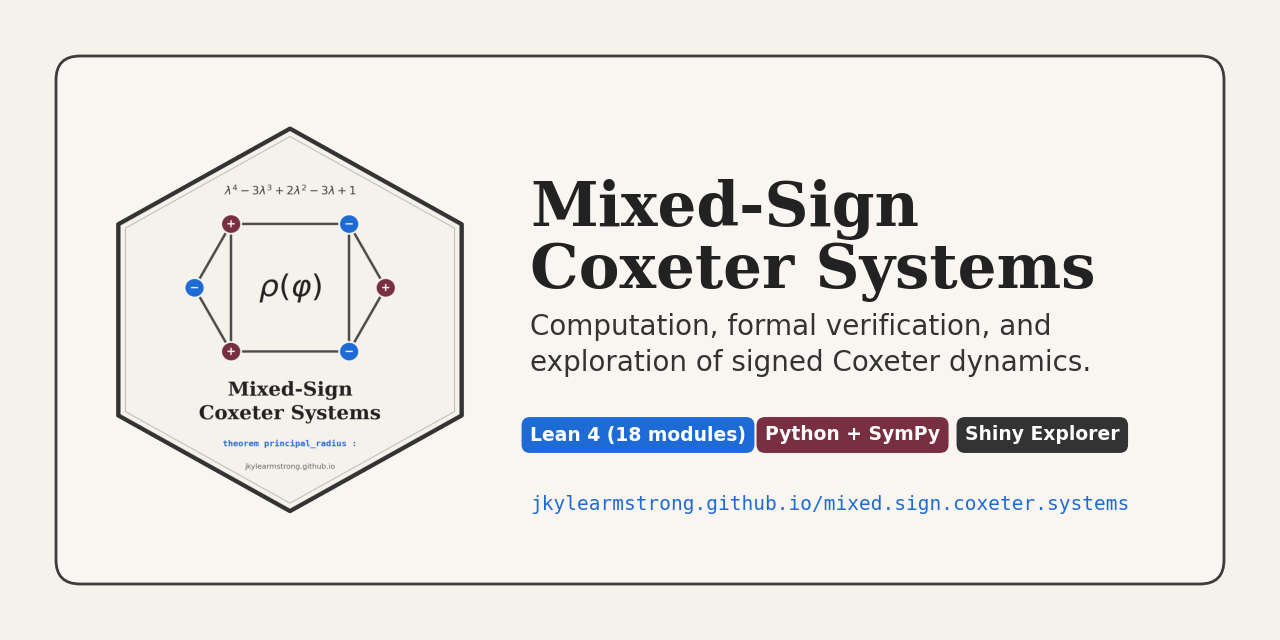 λ⁴ − 3λ³ + 2λ² − 3λ + 1
+ −
− ρ(φ) +
+ −
Mixed-Sign
Coxeter Systems
theorem principal_radius :
jkylearmstrong.github.io
Mixed-Sign
Coxeter Systems
Computation, formal verification, and
exploration of signed Coxeter dynamics.
Lean 4 (18 modules) Python + SymPy Shiny Explorer
jkylearmstrong.github.io/mixed.sign.coxeter.systems